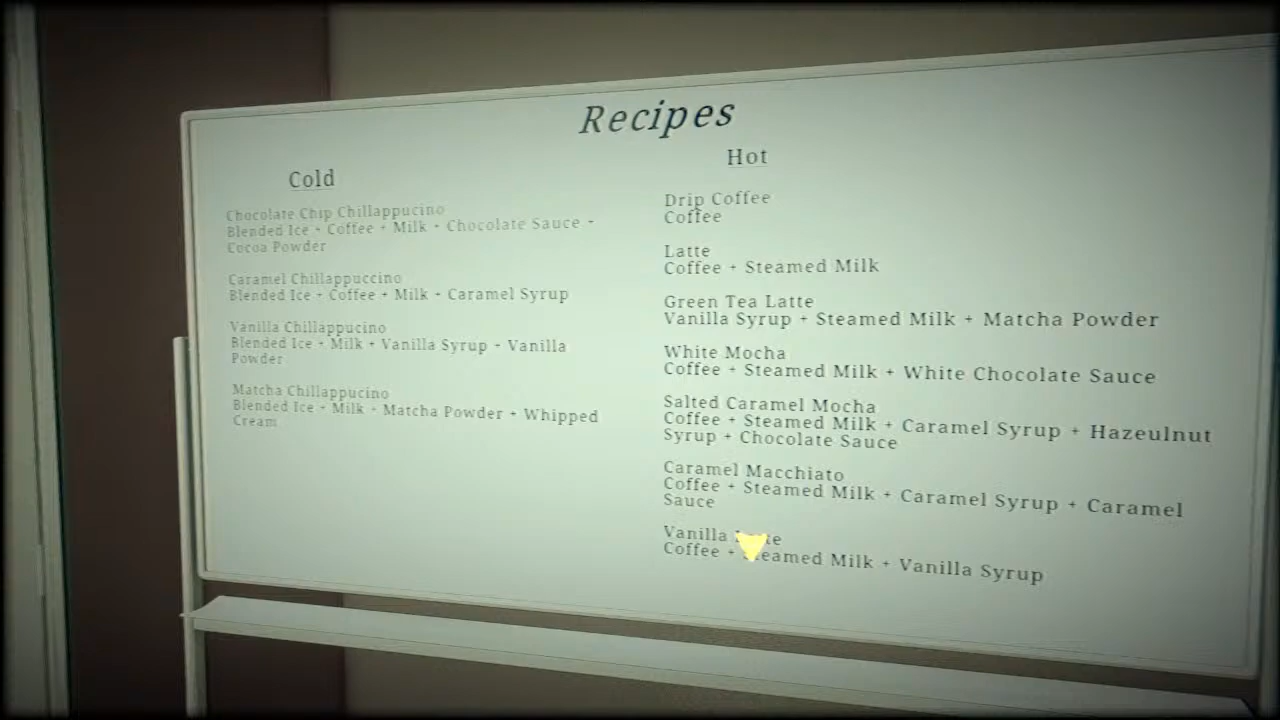 Recipes
Cold
Chocolate Chip Chillappucino
Blended Ice + Coffee + Milk + Chocolate Sauce +
Cocoa Powder
Caramel Chillappuccino
Blended Ice + Coffee + Milk + Caramel Syrup
Vanilla Chillappucino
Blended Ice + Milk + Vanilla Syrup + Vanilla
Powder
Matcha Chillappucino
Blended Ice + Milk + Matcha Powder + Whipped
Cream
Hot
Drip Coffee
Coffee
Latte
Coffee + Steamed Milk
Green Tea Latte
Vanilla Syrup + Steamed Milk + Matcha Powder
White Mocha
Coffee + Steamed Milk + White Chocolate Sauce
Salted Caramel Mocha
Coffee + Steamed Milk + Caramel Syrup + Hazeulnut
Syrup + Chocolate Sauce
Caramel Macchiato
Coffee + Steamed Milk + Caramel Syrup + Caramel
Sauce
Vanilla
Coffee + Steamed Milk + Vanilla Syrup